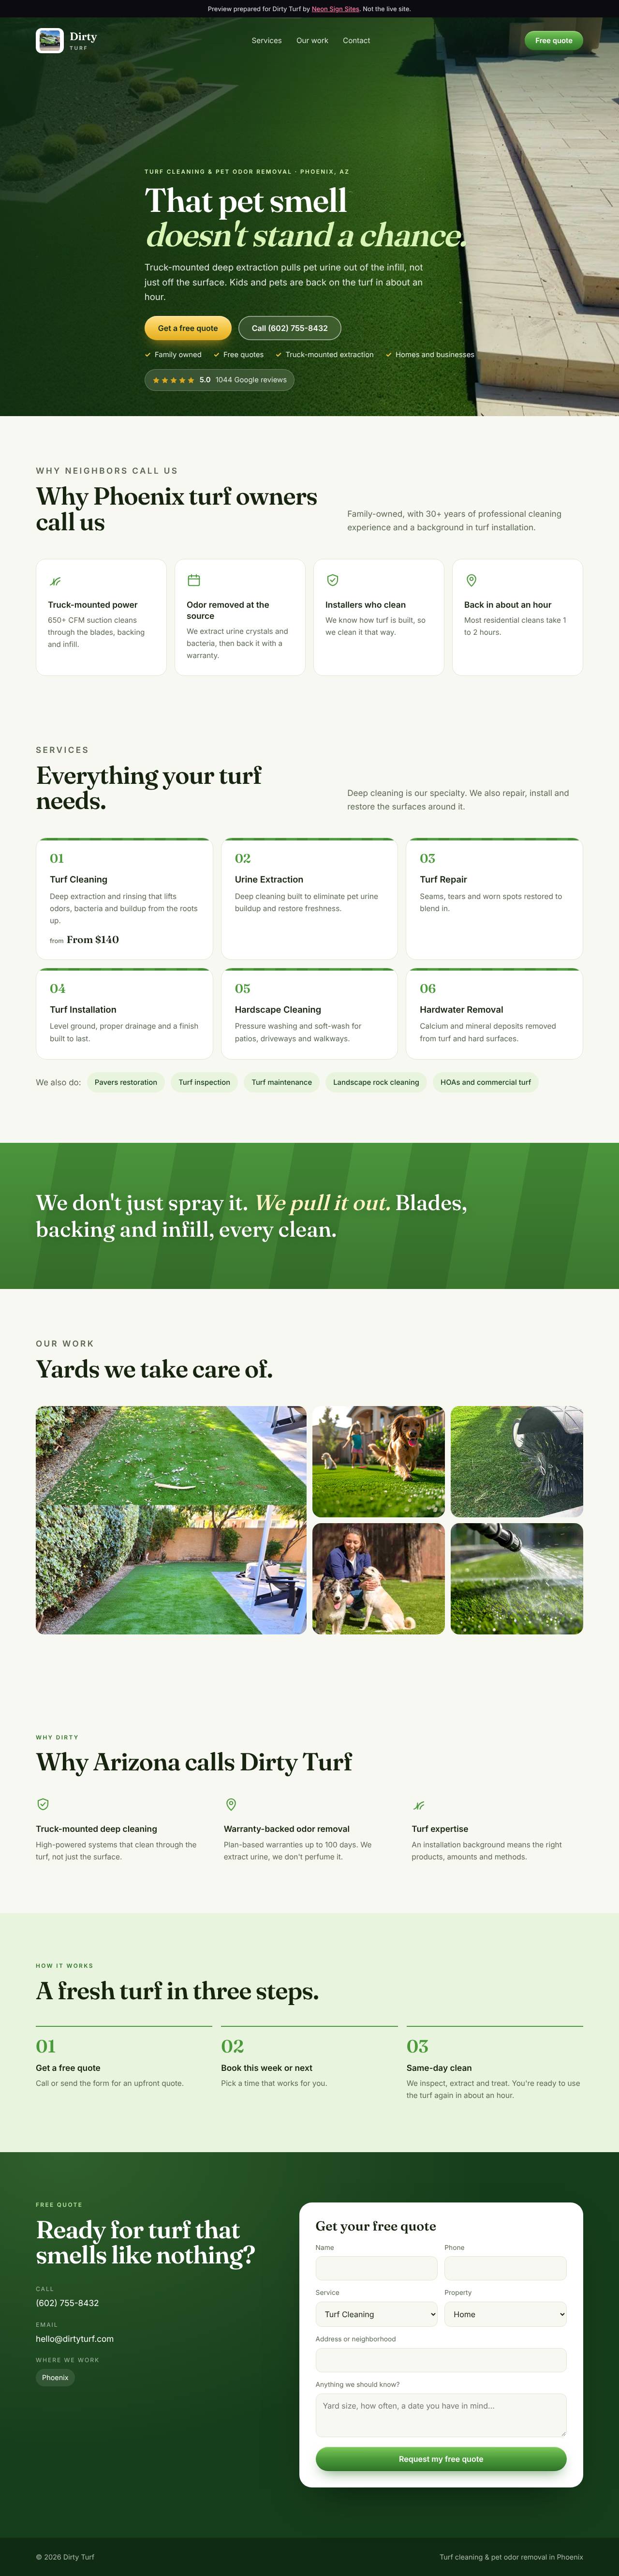 Preview prepared for Dirty Turf by Neon Sign Sites. Not the live site.
Dirty
TURF
Services
Our work
Contact
Free quote
TURF CLEANING & PET ODOR REMOVAL · PHOENIX, AZ
That pet smell
doesn't stand a chance.
Truck-mounted deep extraction pulls pet urine out of the infill, not
just off the surface. Kids and pets are back on the turf in about an
hour.
Get a free quote
Call (602) 755-8432
Family owned
Free quotes
Truck-mounted extraction
Homes and businesses
5.0 1044 Google reviews
WHY NEIGHBORS CALL US
Why Phoenix turf owners
call us
Family-owned, with 30+ years of professional cleaning
experience and a background in turf installation.
Truck-mounted power
650+ CFM suction cleans
through the blades, backing
and infill.
Odor removed at the
source
We extract urine crystals and
bacteria, then back it with a
warranty.
Installers who clean
We know how turf is built, so
we clean it that way.
Back in about an hour
Most residential cleans take 1
to 2 hours.
SERVICES
Everything your turf
needs.
Deep cleaning is our specialty. We also repair, install and
restore the surfaces around it.
01
Turf Cleaning
Deep extraction and rinsing that lifts
odors, bacteria and buildup from the roots
up.
from From $140
02
Urine Extraction
Deep cleaning built to eliminate pet urine
buildup and restore freshness.
03
Turf Repair
Seams, tears and worn spots restored to
blend in.
04
Turf Installation
Level ground, proper drainage and a finish
built to last.
05
Hardscape Cleaning
Pressure washing and soft-wash for
patios, driveways and walkways.
06
Hardwater Removal
Calcium and mineral deposits removed
from turf and hard surfaces.
We also do:
Pavers restoration
Turf inspection
Turf maintenance
Landscape rock cleaning
HOAs and commercial turf
We don't just spray it. We pull it out. Blades,
backing and infill, every clean.
OUR WORK
Yards we take care of.
WHY DIRTY
Why Arizona calls Dirty Turf
Truck-mounted deep cleaning
High-powered systems that clean through the
turf, not just the surface.
Warranty-backed odor removal
Plan-based warranties up to 100 days. We
extract urine, we don't perfume it.
Turf expertise
An installation background means the right
products, amounts and methods.
HOW IT WORKS
A fresh turf in three steps.
01
Get a free quote
Call or send the form for an upfront quote.
02
Book this week or next
Pick a time that works for you.
03
Same-day clean
We inspect, extract and treat. You're ready to use
the turf again in about an hour.
FREE QUOTE
Ready for turf that
smells like nothing?
CALL
(602) 755-8432
EMAIL
hello@dirtyturf.com
WHERE WE WORK
Phoenix
Get your free quote
Name
Phone
Service
Property
Turf Cleaning
Home
Address or neighborhood
Anything we should know?
Yard size, how often, a date you have in mind...
Request my free quote
© 2026 Dirty Turf
Turf cleaning & pet odor removal in Phoenix